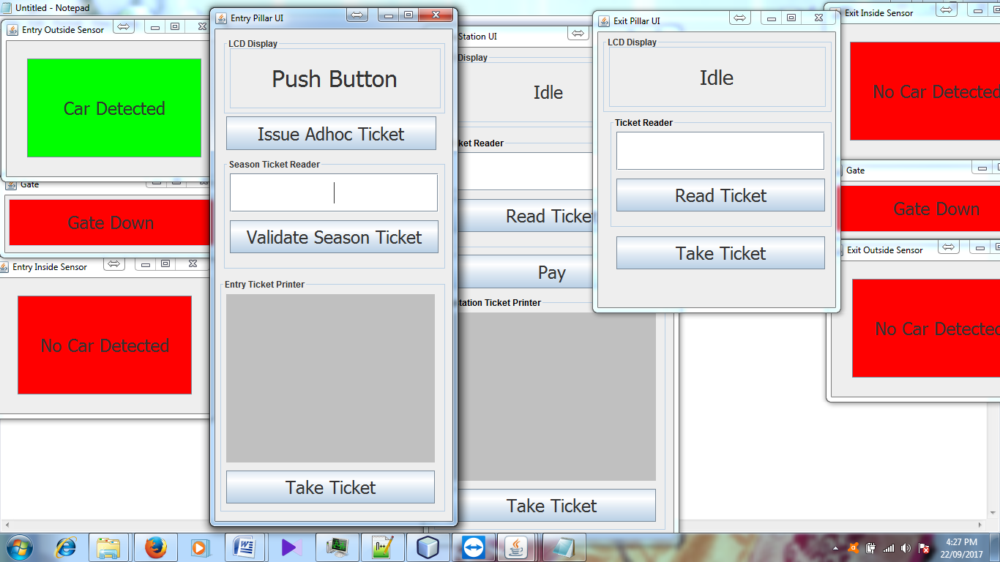 Untitled - Notepad
Entry Outside Sensor
Car Detected
Gate
Gate Down
Entry Inside Sensor
No Car Detected
Entry Pillar UI
LCD Display
Push Button
Issue Adhoc Ticket
Season Ticket Reader
Validate Season Ticket
Entry Ticket Printer
Take Ticket
Station UI
Display
Idle
ket Reader
Read Ticket
Pay
tation Ticket Printer
Take Ticket
Exit Pillar UI
LCD Display
Idle
Ticket Reader
Read Ticket
Take Ticket
Exit Inside Sensor
No Car Detected
Gate
Gate Down
Exit Outside Sensor
No Car Detected
4:27 PM
22/09/2017